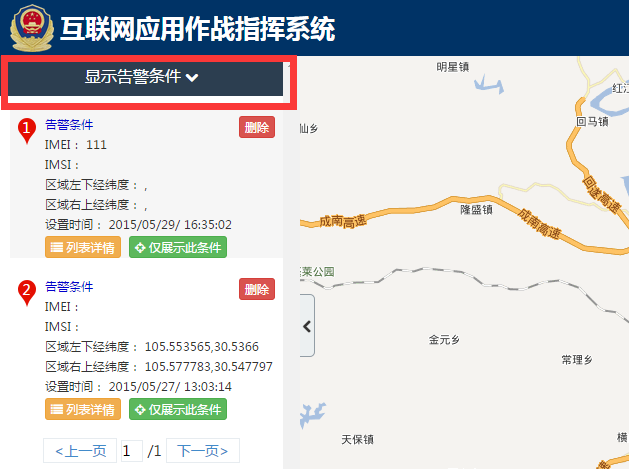 互联网应用作战指挥系统
显示告警条件
1
告警条件
删除
IMEI： 111
IMSI：
区域左下经纬度： ,
区域右上经纬度： ,
设置时间： 2015/05/29/ 16:35:02
列表详情
仅展示此条件
2
告警条件
删除
IMEI：
IMSI：
区域左下经纬度： 105.553565,30.5366
区域右上经纬度： 105.577783,30.547797
设置时间： 2015/05/27/ 13:03:14
列表详情
仅展示此条件
<上一页 1 /1 下一页>
明星镇
红江
回马镇
仙乡
回遂高速
隆盛镇
成南高速
成南高速
莱公园
金元乡
常理乡
天保镇
横